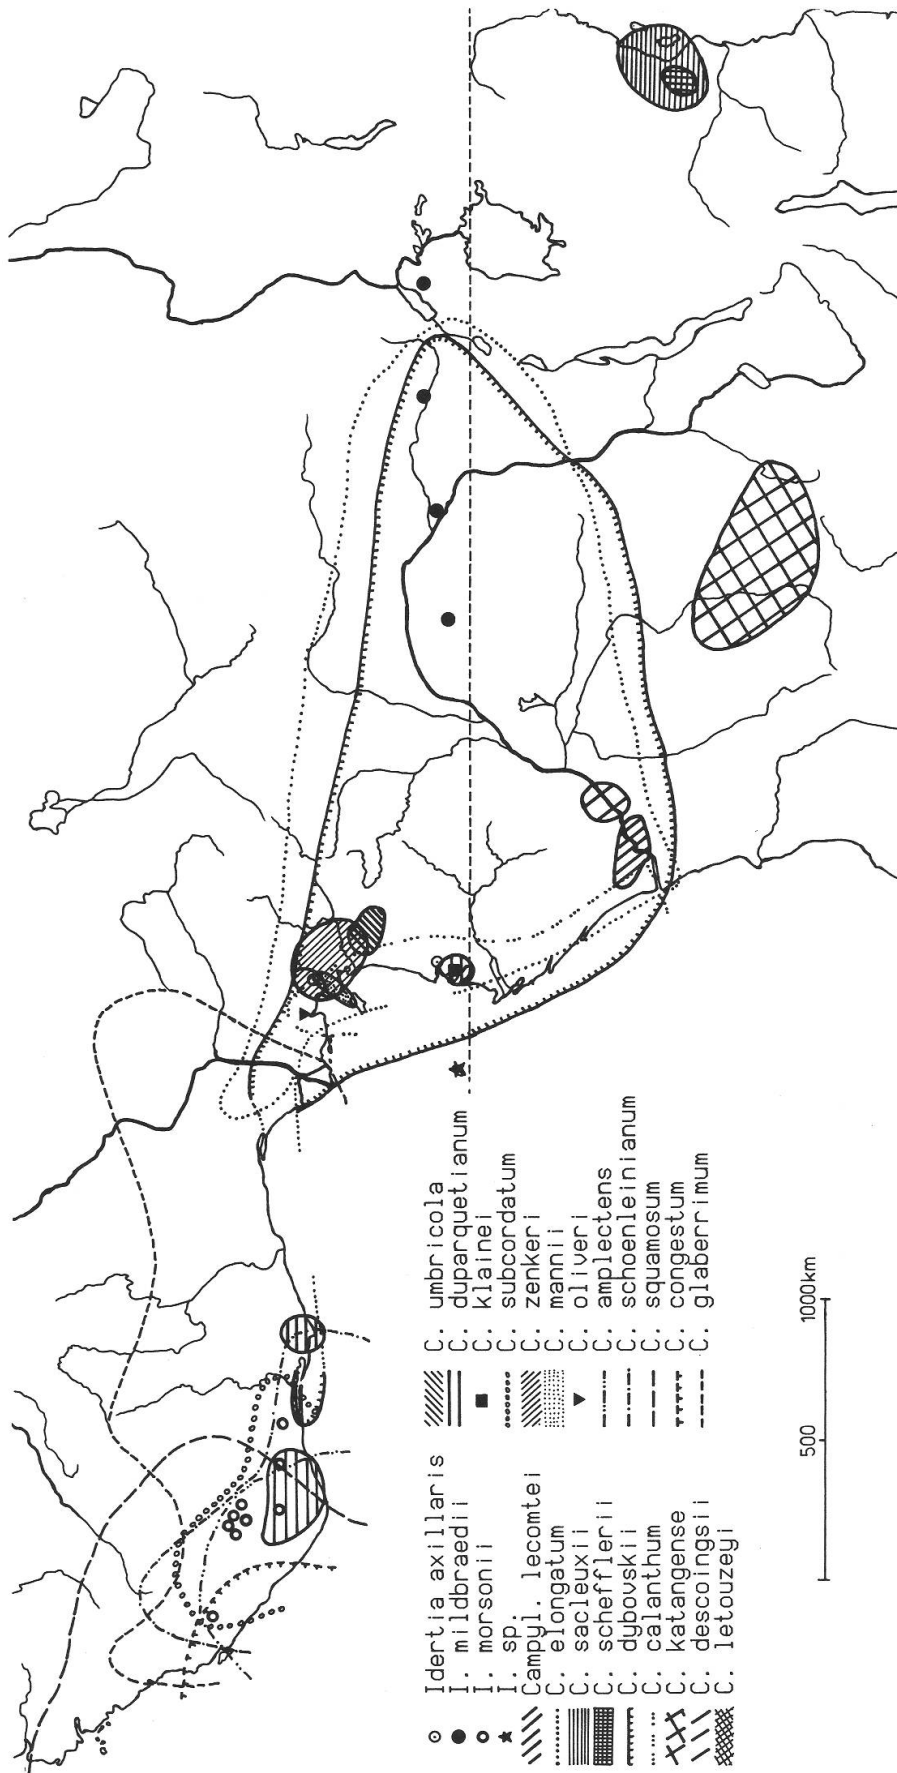 Idertia axillaris
I. mildbraedii
I. morsonii
I. sp.
Campyl. lecomtei
C. elongatum
C. sacleuxii
C. schefflerii
C. dybovskii
C. calanthum
C. katangense
C. descoingsii
C. letouzeyi
C. umbricola
C. duparquetianum
C. klainei
C. subcordatum
C. zenkeri
C. mannii
C. oliveri
C. amplectens
C. schoenleinianum
C. squamosum
C. congestum
C. glaberrimum
500
1000km